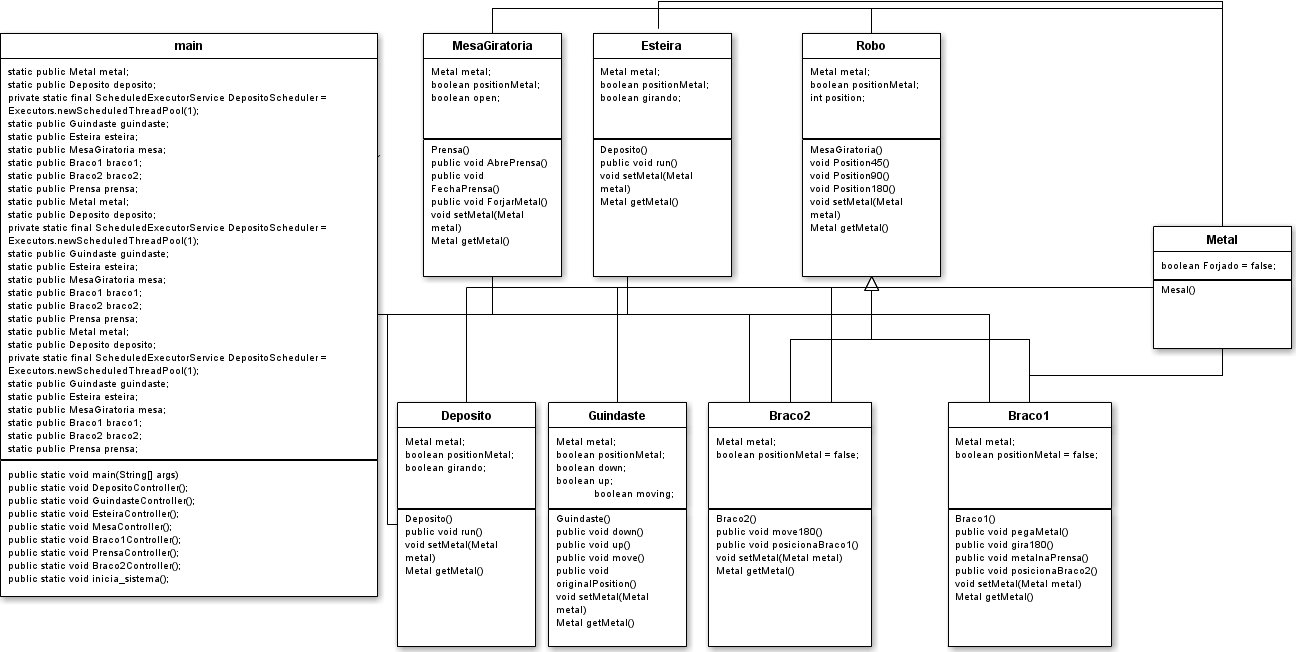 main
static public Metal metal;
static public Deposito deposito;
private static final ScheduledExecutorService DepositoScheduler =
Executors.newScheduledThreadPool(1);
static public Guindaste guindaste;
static public Esteira esteira;
static public MesaGiratoria mesa;
static public Braco1 braco1;
static public Braco2 braco2;
static public Prensa prensa;
static public Metal metal;
static public Deposito deposito;
private static final ScheduledExecutorService DepositoScheduler =
Executors.newScheduledThreadPool(1);
static public Guindaste guindaste;
static public Esteira esteira;
static public MesaGiratoria mesa;
static public Braco1 braco1;
static public Braco2 braco2;
static public Prensa prensa;
static public Metal metal;
static public Deposito deposito;
private static final ScheduledExecutorService DepositoScheduler =
Executors.newScheduledThreadPool(1);
static public Guindaste guindaste;
static public Esteira esteira;
static public MesaGiratoria mesa;
static public Braco1 braco1;
static public Braco2 braco2;
static public Prensa prensa;
public static void main(String[] args)
public static void DepositoController();
public static void GuindasteController();
public static void EsteiraController();
public static void MesaController();
public static void Braco1Controller();
public static void PrensaController();
public static void Braco2Controller();
public static void inicia_sistema();
MesaGiratoria
Metal metal;
boolean positionMetal;
boolean open;
Prensa()
public void AbrePrensa()
public void
FechaPrensa()
public void ForjarMetal()
void setMetal(Metal
metal)
Metal getMetal()
Esteira
Metal metal;
boolean positionMetal;
boolean girando;
Deposito()
public void run()
void setMetal(Metal
metal)
Metal getMetal()
Robo
Metal metal;
boolean positionMetal;
int position;
MesaGiratoria()
void Position45()
void Position90()
void Position180()
void setMetal(Metal
metal)
Metal getMetal()
Metal
boolean Forjado = false;
Mesal()
Deposito
Metal metal;
boolean positionMetal;
boolean girando;
Deposito()
public void run()
void setMetal(Metal
metal)
Metal getMetal()
Guindaste
Metal metal;
boolean positionMetal;
boolean down;
boolean up;
boolean moving;
Guindaste()
public void down()
public void up()
public void move()
public void
originalPosition()
void setMetal(Metal
metal)
Metal getMetal()
Braco2
Metal metal;
boolean positionMetal = false;
Braco2()
public void move180()
public void posicionaBraco1()
void setMetal(Metal metal)
Metal getMetal()
Braco1
Metal metal;
boolean positionMetal = false;
Braco1()
public void pegaMetal()
public void gira180()
public void metalnaPrensa()
public void posicionaBraco2()
void setMetal(Metal metal)
Metal getMetal()